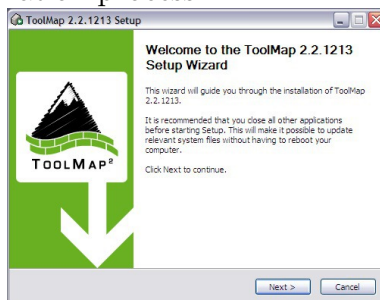 ToolMap 2.2.1213 Setup
Welcome to the ToolMap 2.2.1213
Setup Wizard
This wizard will guide you through the installation of ToolMap
2.2.1213.
It is recommended that you close all other applications
before starting Setup. This will make it possible to update
relevant system files without having to reboot your
computer.
Click Next to continue.
TOOLMAP²
Next >
Cancel